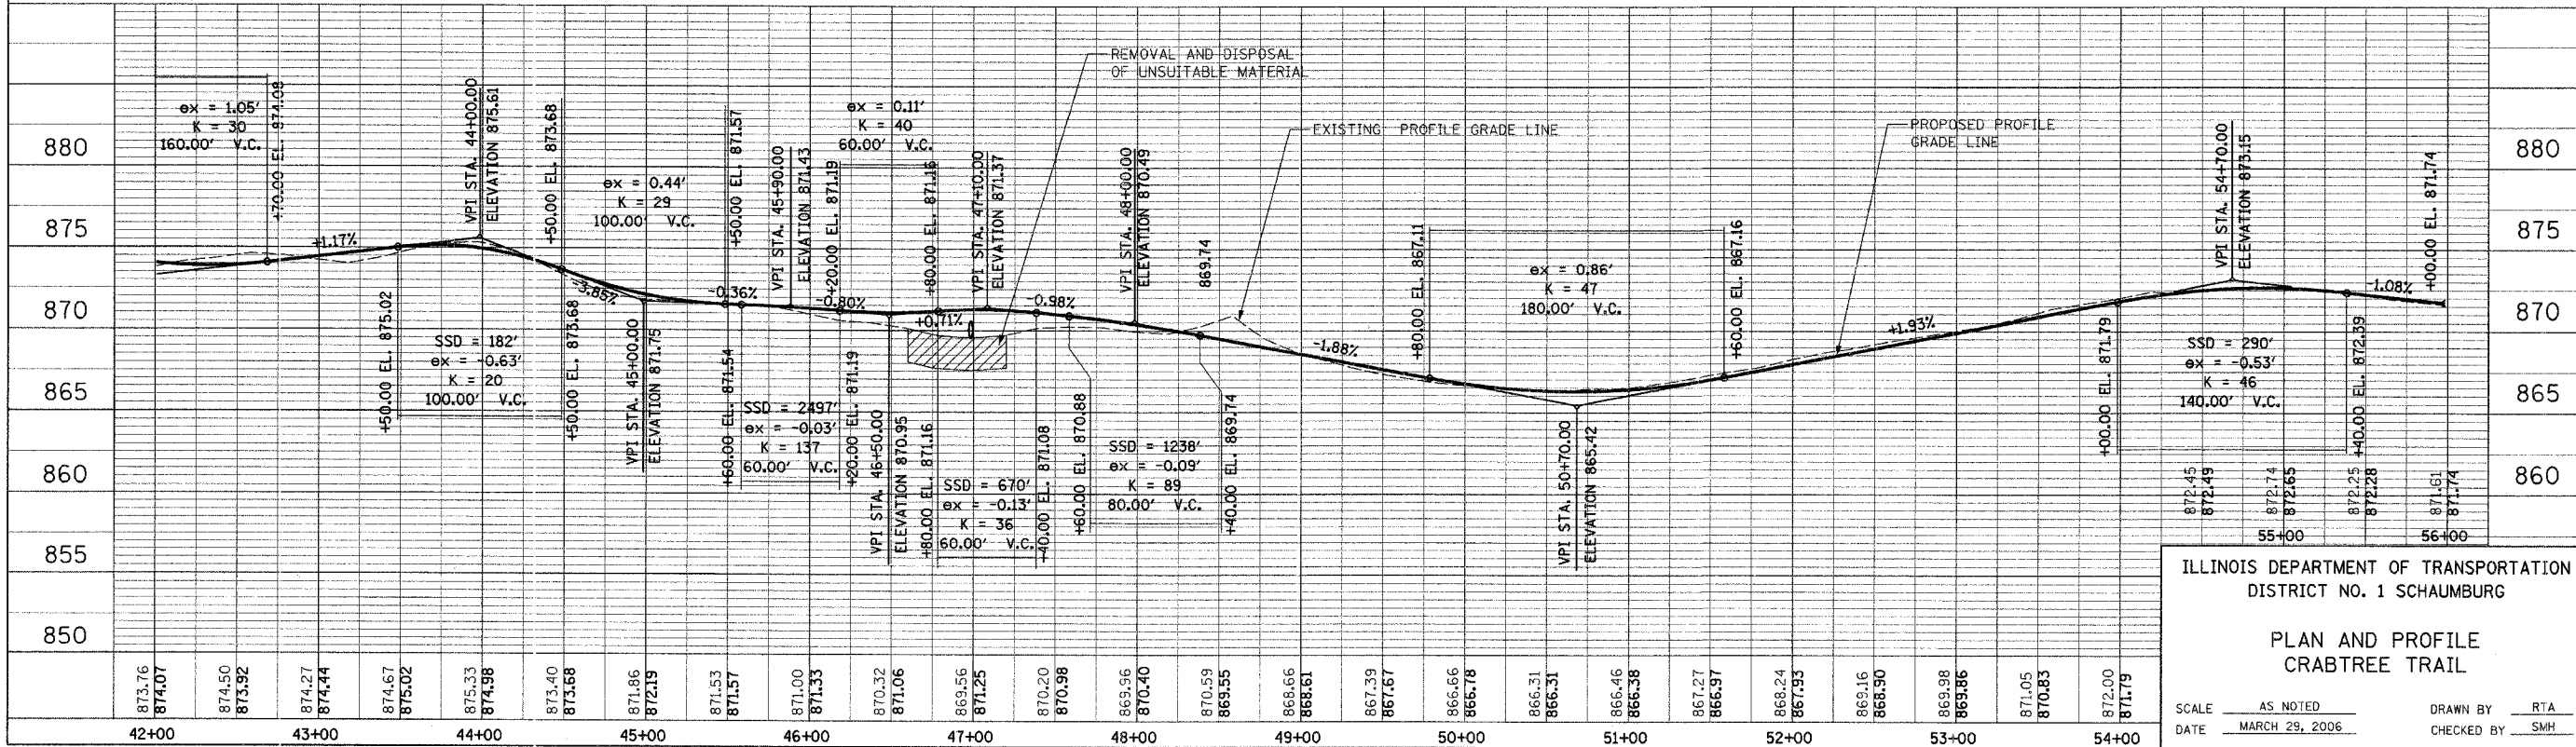 REMOVAL AND DISPOSAL
OF UNSUITABLE MATERIAL
EXISTING PROFILE GRADE LINE
PROPOSED PROFILE
GRADE LINE
880
875
870
865
860
855
850
880
875
870
865
860
ex = 1.05'
K = 30
160.00' V.C.
+70.00 EL. 874.08
+1.17%
VPI STA. 44+00.00
ELEVATION 875.61
+50.00 EL. 873.68
ex = 0.44'
K = 29
100.00' V.C.
+50.00 EL. 871.57
VPI STA. 45+90.00
ELEVATION 871.43
ex = 0.11'
K = 40
60.00' V.C.
+20.00 EL. 871.19
+80.00 EL. 871.16
VPI STA. 47+10.00
ELEVATION 871.37
VPI STA. 48+00.00
ELEVATION 870.49
869.74
+80.00 EL. 867.11
ex = 0.86'
K = 47
180.00' V.C.
+60.00 EL. 867.16
VPI STA. 54+70.00
ELEVATION 873.15
+00.00 EL. 871.74
-3.85%
-0.36%
-0.80%
+0.71%
-0.98%
-1.88%
+1.93%
-1.08%
+50.00 EL. 875.02
SSD = 182'
ex = -0.63'
K = 20
100.00' V.C.
+50.00 EL. 873.68
VPI STA. 45+00.00
ELEVATION 871.75
+60.00 EL. 871.54
SSD = 2497'
ex = -0.03'
K = 137
60.00' V.C.
+20.00 EL. 871.19
VPI STA. 46+50.00
ELEVATION 870.95
+80.00 EL. 871.16
SSD = 670'
ex = -0.13'
K = 36
60.00' V.C.
+40.00 EL. 871.08
+60.00 EL. 870.88
SSD = 1238'
ex = -0.09'
K = 89
80.00' V.C.
+40.00 EL. 869.74
VPI STA. 50+70.00
ELEVATION 865.42
+00.00 EL. 871.79
SSD = 290'
ex = -0.53'
K = 46
140.00' V.C.
+40.00 EL. 872.39
872.45
872.49
872.74
872.65
872.25
872.28
871.61
871.74
55+00
56+00
873.76
874.07
874.50
873.92
874.27
874.44
874.67
875.02
875.33
874.98
873.40
873.68
871.86
872.19
871.53
871.57
871.00
871.33
870.32
871.06
869.56
871.25
870.20
870.98
869.96
870.40
870.59
869.55
868.66
868.61
867.39
867.67
866.66
866.78
866.31
866.31
866.46
866.38
867.27
866.97
868.24
867.93
869.16
868.90
869.98
869.86
871.05
870.83
872.00
871.79
42+00
43+00
44+00
45+00
46+00
47+00
48+00
49+00
50+00
51+00
52+00
53+00
54+00
ILLINOIS DEPARTMENT OF TRANSPORTATION
DISTRICT NO. 1 SCHAUMBURG
PLAN AND PROFILE
CRABTREE TRAIL
SCALE AS NOTED
DRAWN BY RTA
DATE MARCH 29, 2006
CHECKED BY SMH